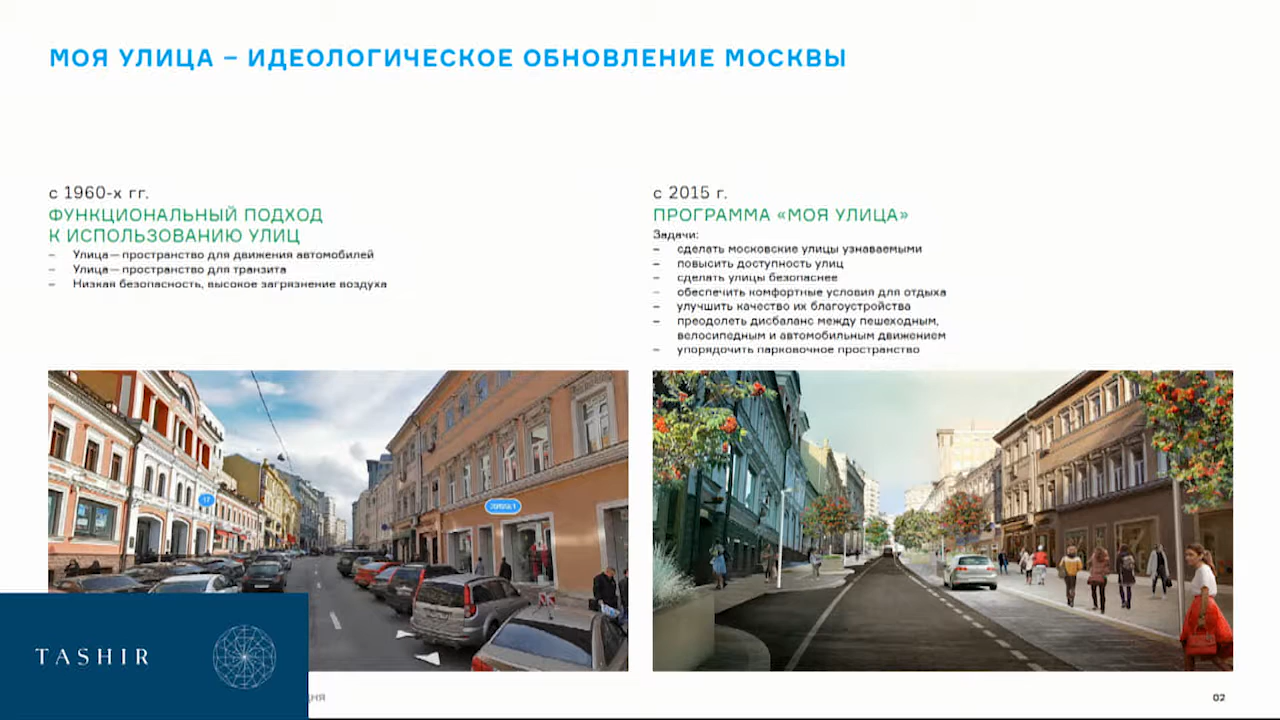 МОЯ УЛИЦА – ИДЕОЛОГИЧЕСКОЕ ОБНОВЛЕНИЕ МОСКВЫ
с 1960-х гг.
ФУНКЦИОНАЛЬНЫЙ ПОДХОД
К ИСПОЛЬЗОВАНИЮ УЛИЦ
– Улица — пространство для движения автомобилей
– Улица — пространство для транзита
– Низкая безопасность, высокое загрязнение воздуха
с 2015 г.
ПРОГРАММА «МОЯ УЛИЦА»
Задачи:
– сделать московские улицы узнаваемыми
– повысить доступность улиц
– сделать улицы безопаснее
– обеспечить комфортные условия для отдыха
– улучшить качество их благоустройства
– преодолеть дисбаланс между пешеходным,
велосипедным и автомобильным движением
– упорядочить парковочное пространство
17
TASHIR
02